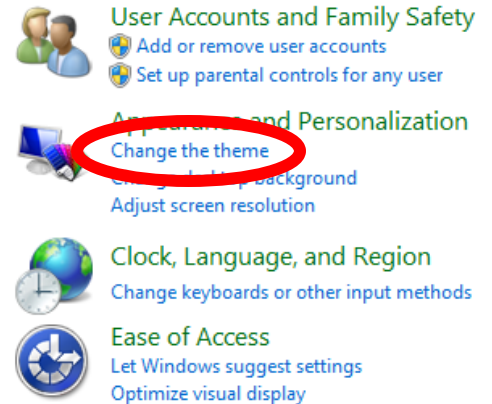 User Accounts and Family Safety
Add or remove user accounts
Set up parental controls for any user
Appearance and Personalization
Change the theme
Change desktop background
Adjust screen resolution
Clock, Language, and Region
Change keyboards or other input methods
Ease of Access
Let Windows suggest settings
Optimize visual display